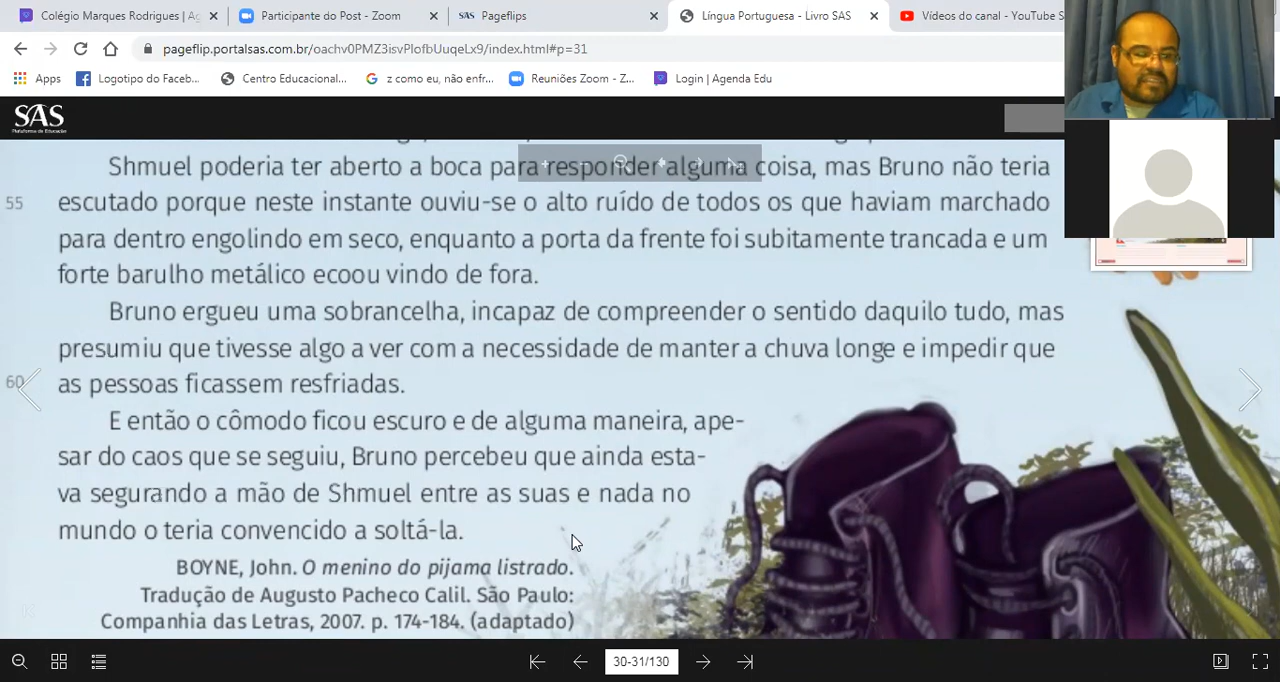 Colégio Marques Rodrigues | Ag
Participante do Post - Zoom
SAS Pageflips
Língua Portuguesa - Livro SAS
Vídeos do canal - YouTube S
pageflip.portalsas.com.br/oachv0PMZ3isvPlofbUuqeLx9/index.html#p=31
Apps
Logotipo do Faceb...
Centro Educacional...
z como eu, não enfr...
Reuniões Zoom - Z...
Login | Agenda Edu
SAS
Plataforma de Educação
Shmuel poderia ter aberto a boca para responder alguma coisa, mas Bruno não teria
55 escutado porque neste instante ouviu-se o alto ruído de todos os que haviam marchado
para dentro engolindo em seco, enquanto a porta da frente foi subitamente trancada e um
forte barulho metálico ecoou vindo de fora.
Bruno ergueu uma sobrancelha, incapaz de compreender o sentido daquilo tudo, mas
presumiu que tivesse algo a ver com a necessidade de manter a chuva longe e impedir que
60 as pessoas ficassem resfriadas.
E então o cômodo ficou escuro e de alguma maneira, ape-
sar do caos que se seguiu, Bruno percebeu que ainda esta-
va segurando a mão de Shmuel entre as suas e nada no
mundo o teria convencido a soltá-la.
BOYNE, John. O menino do pijama listrado.
Tradução de Augusto Pacheco Calil. São Paulo:
Companhia das Letras, 2007. p. 174-184. (adaptado)
30-31/130